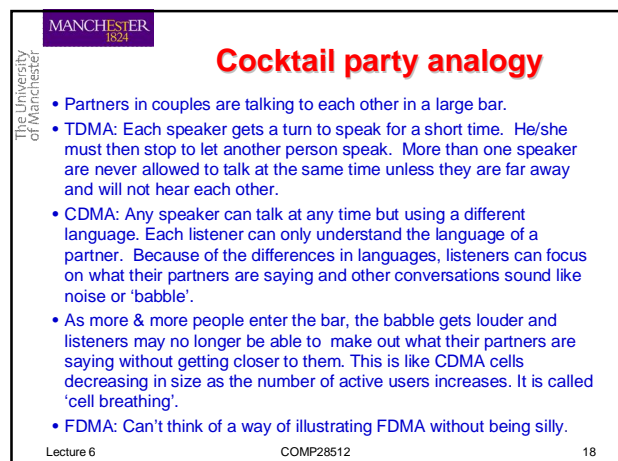 MANCHESTER
1824
The University
of Manchester
Cocktail party analogy
• Partners in couples are talking to each other in a large bar.
• TDMA: Each speaker gets a turn to speak for a short time. He/she
must then stop to let another person speak. More than one speaker
are never allowed to talk at the same time unless they are far away
and will not hear each other.
• CDMA: Any speaker can talk at any time but using a different
language. Each listener can only understand the language of a
partner. Because of the differences in languages, listeners can focus
on what their partners are saying and other conversations sound like
noise or ‘babble’.
• As more & more people enter the bar, the babble gets louder and
listeners may no longer be able to make out what their partners are
saying without getting closer to them. This is like CDMA cells
decreasing in size as the number of active users increases. It is called
‘cell breathing’.
• FDMA: Can’t think of a way of illustrating FDMA without being silly.
Lecture 6 COMP28512 18